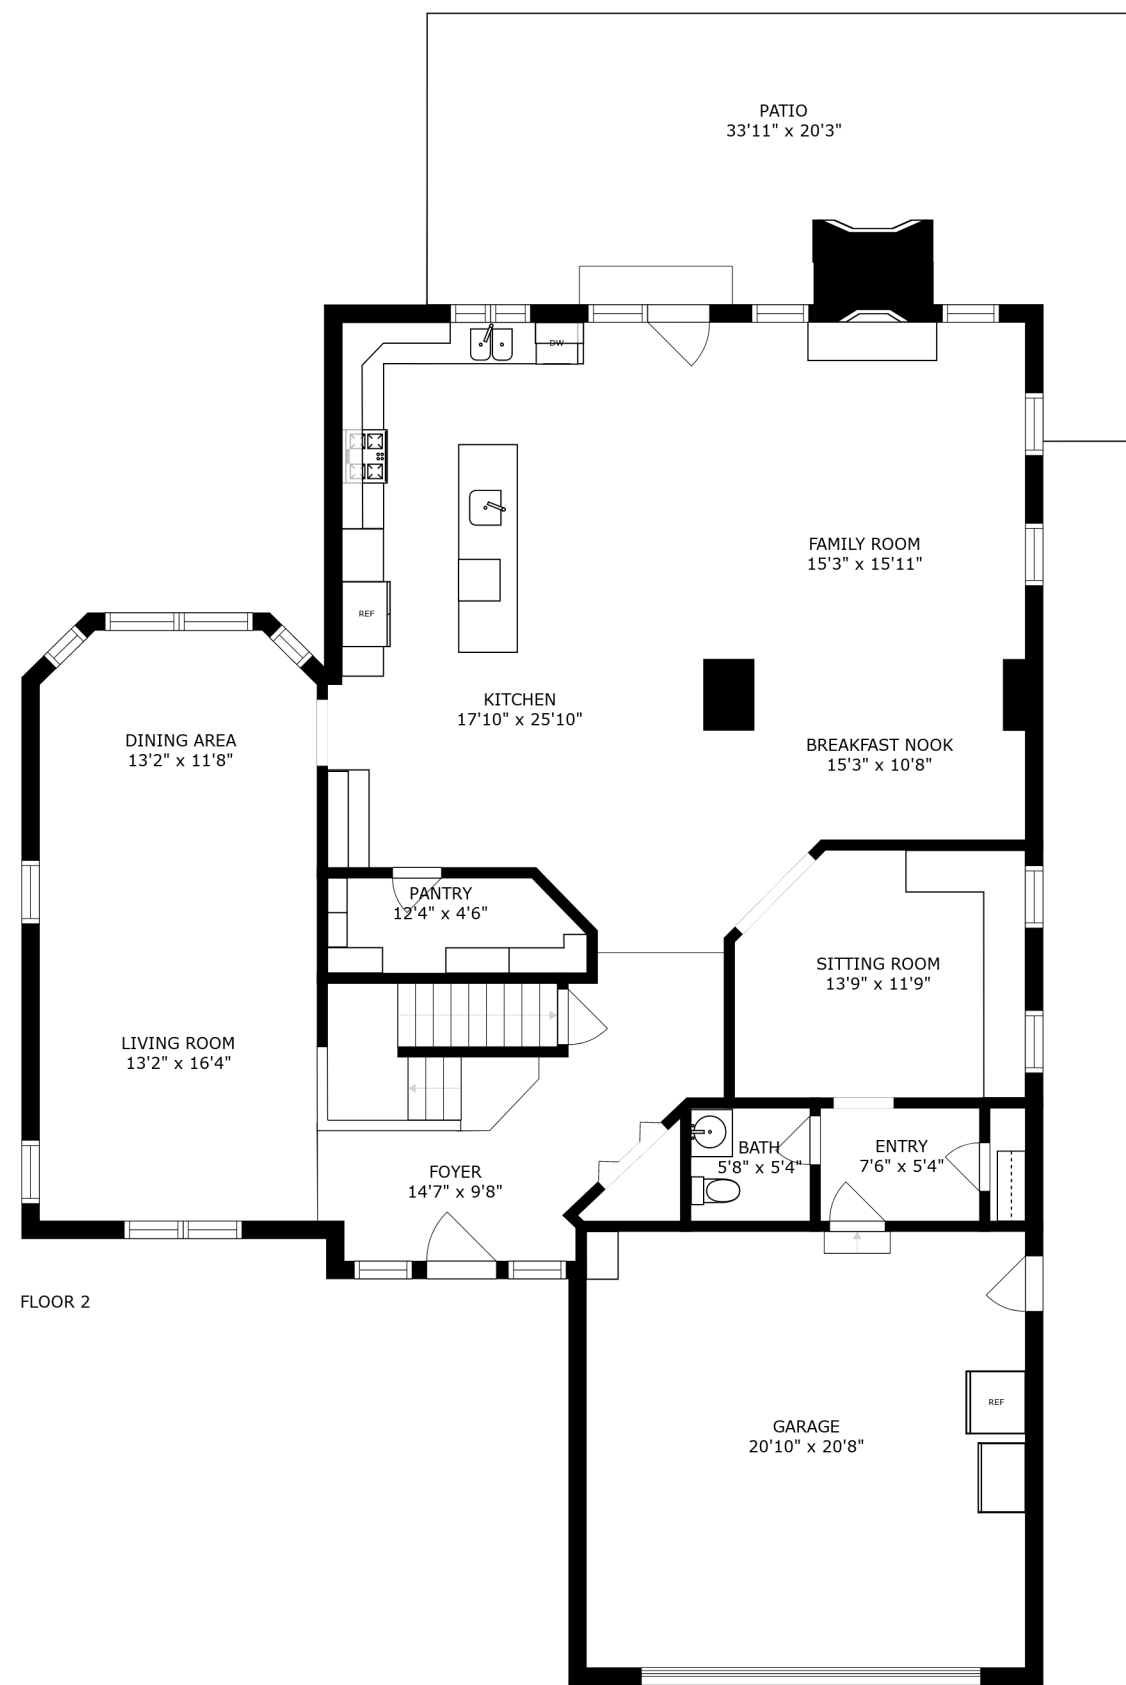 PATIO
33'11" x 20'3"
DW
FAMILY ROOM
15'3" x 15'11"
REF
KITCHEN
17'10" x 25'10"
DINING AREA
13'2" x 11'8"
BREAKFAST NOOK
15'3" x 10'8"
PANTRY
12'4" x 4'6"
SITTING ROOM
13'9" x 11'9"
LIVING ROOM
13'2" x 16'4"
BATH
5'8" x 5'4"
ENTRY
7'6" x 5'4"
FOYER
14'7" x 9'8"
FLOOR 2
REF
GARAGE
20'10" x 20'8"